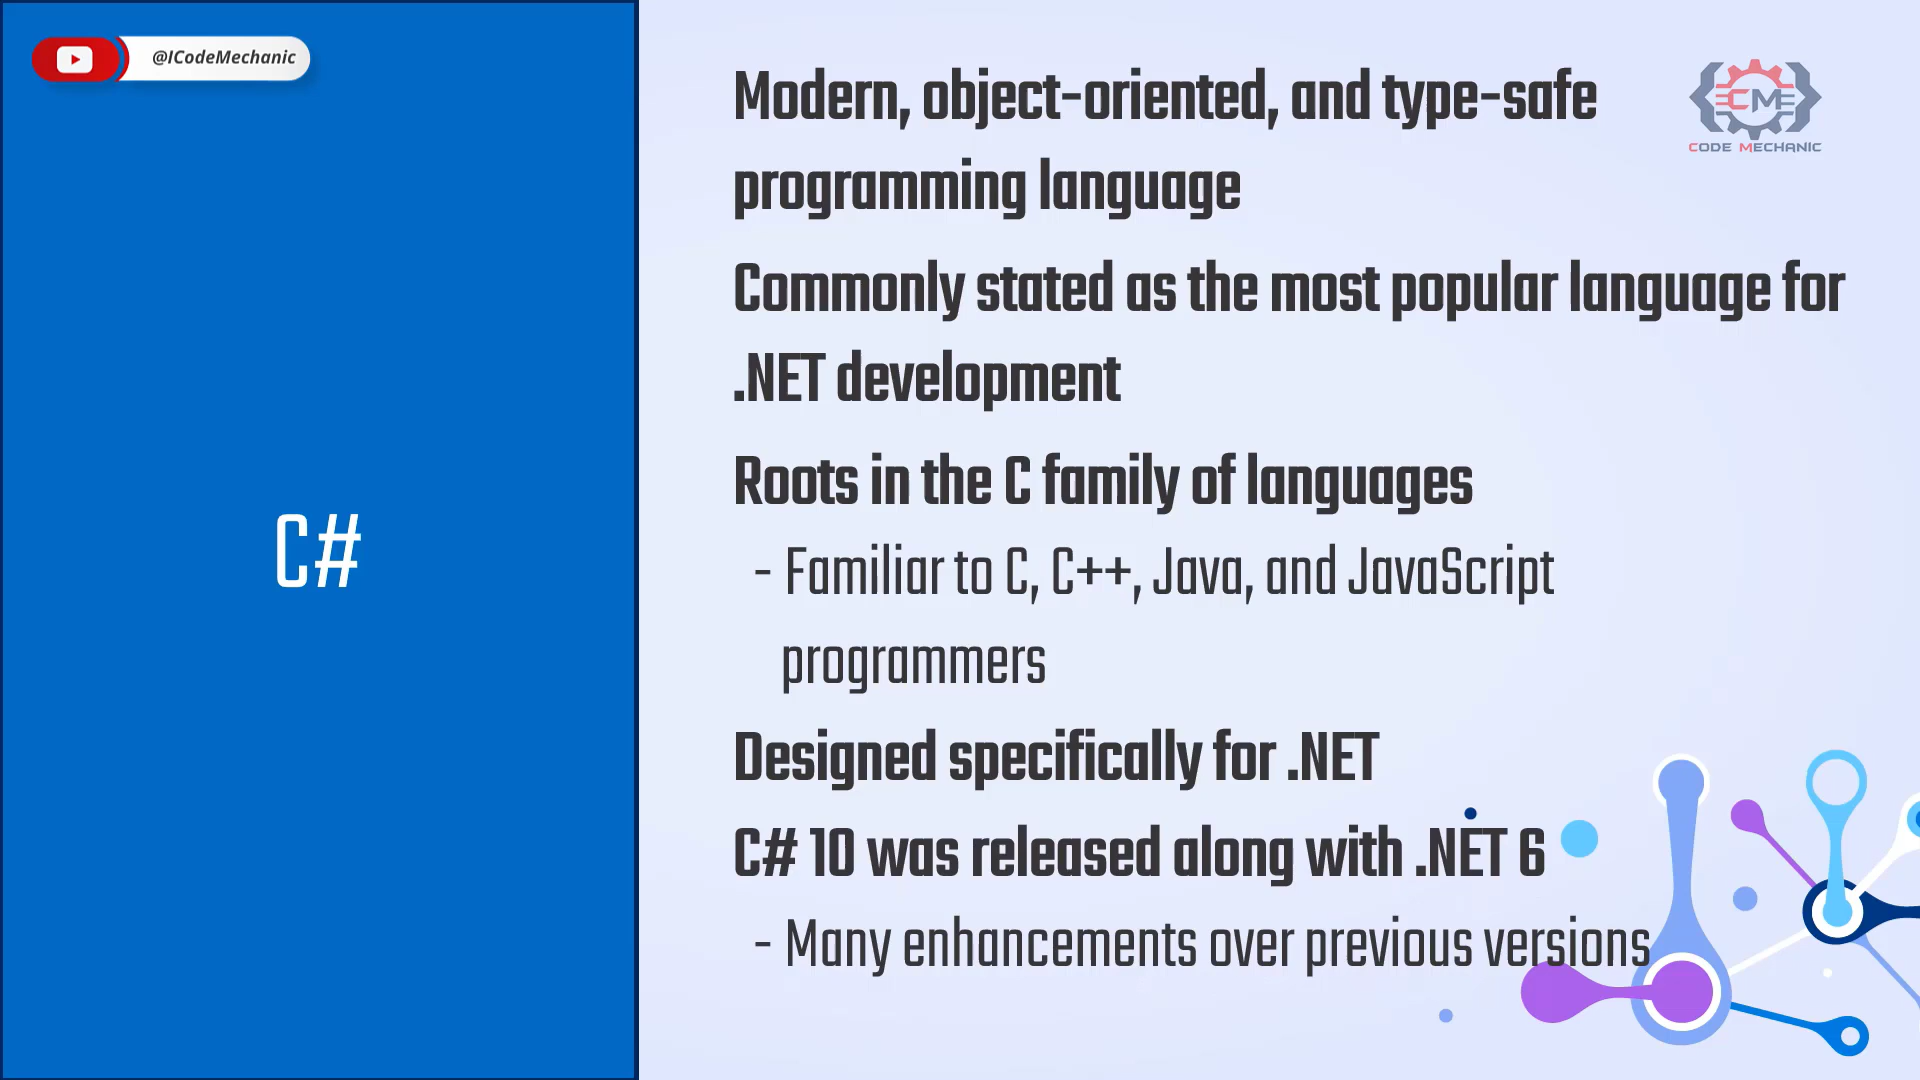 @ICodeMechanic
C#
Modern, object-oriented, and type-safe
programming language
Commonly stated as the most popular language for
.NET development
Roots in the C family of languages
- Familiar to C, C++, Java, and JavaScript
programmers
Designed specifically for .NET
C# 10 was released along with .NET 6
- Many enhancements over previous versions
CME
CODE MECHANIC